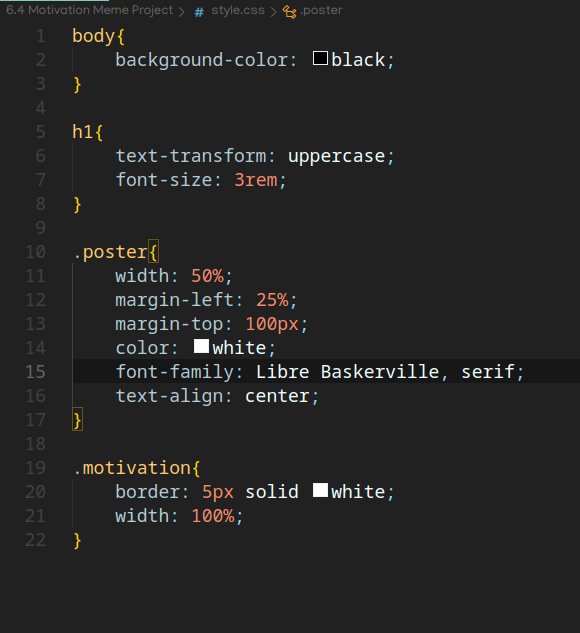 6.4 Motivation Meme Project > # style.css > .poster
1 body{
2     background-color: black;
3 }
4
5 h1{
6     text-transform: uppercase;
7     font-size: 3rem;
8 }
9
10 .poster{
11     width: 50%;
12     margin-left: 25%;
13     margin-top: 100px;
14     color: white;
15     font-family: Libre Baskerville, serif;
16     text-align: center;
17 }
18
19 .motivation{
20     border: 5px solid white;
21     width: 100%;
22 }